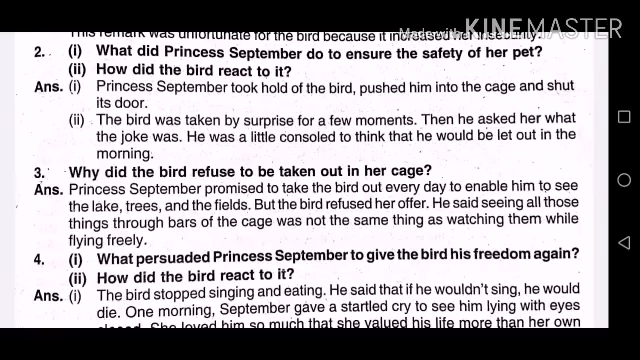 This remark was unfortunate for the bird because it increased her insecurity.
Made with KINEMASTER
2. (i) What did Princess September do to ensure the safety of her pet?
(ii) How did the bird react to it?
Ans. (i) Princess September took hold of the bird, pushed him into the cage and shut
its door.
(ii) The bird was taken by surprise for a few moments. Then he asked her what
the joke was. He was a little consoled to think that he would be let out in the
morning.
3. Why did the bird refuse to be taken out in her cage?
Ans. Princess September promised to take the bird out every day to enable him to see
the lake, trees, and the fields. But the bird refused her offer. He said seeing all those
things through bars of the cage was not the same thing as watching them while
flying freely.
4. (i) What persuaded Princess September to give the bird his freedom again?
(ii) How did the bird react to it?
Ans. (i) The bird stopped singing and eating. He said that if he wouldn't sing, he would
die. One morning, September gave a startled cry to see him lying with eyes
closed. She loved him so much that she valued his life more than her own